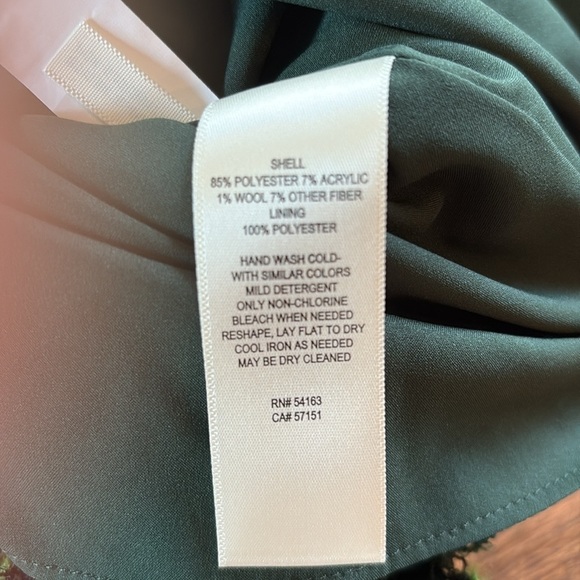 SHELL
85% POLYESTER 7% ACRYLIC
1% WOOL 7% OTHER FIBER
LINING
100% POLYESTER
HAND WASH COLD-
WITH SIMILAR COLORS
MILD DETERGENT
ONLY NON-CHLORINE
BLEACH WHEN NEEDED
RESHAPE, LAY FLAT TO DRY
COOL IRON AS NEEDED
MAY BE DRY CLEANED
RN# 54163
CA# 57151